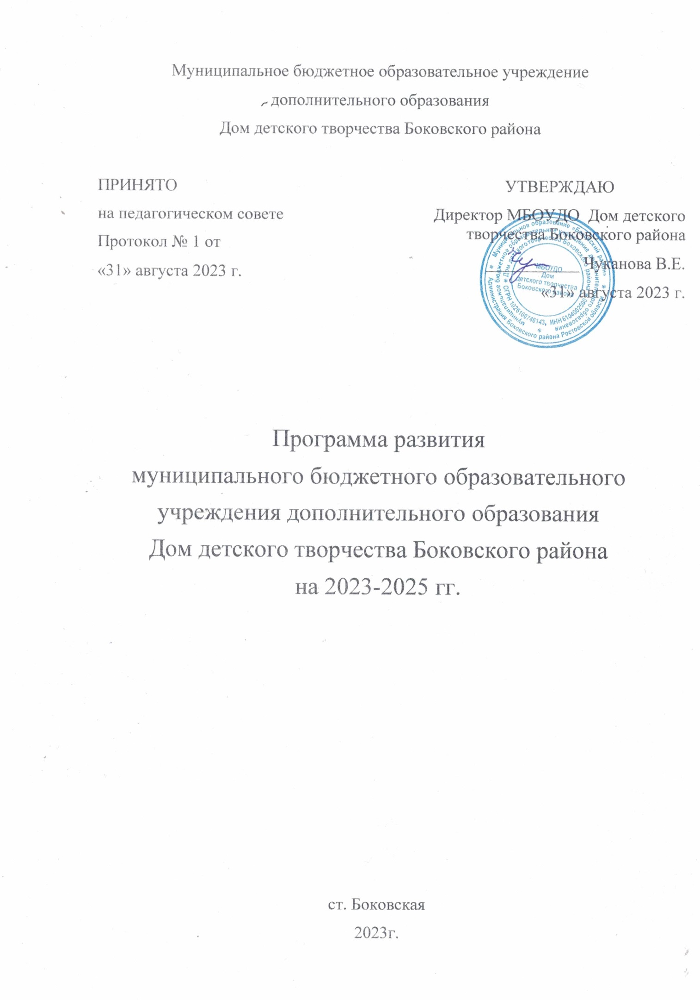 Муниципальное бюджетное образовательное учреждение
дополнительного образования
Дом детского творчества Боковского района
ПРИНЯТО
на педагогическом совете
Протокол № 1 от
«31» августа 2023 г.
УТВЕРЖДАЮ
Директор МБОУДО Дом детского
творчества Боковского района
Чуканова В.Е.
«31» августа 2023 г.
Муниципальное образование «Боковский район»
Администрация Боковского района Ростовской области
муниципальное бюджетное образовательное учреждение дополнительного образования
Дом детского творчества Боковского района
ОГРН 1026100746143, ИНН 6104002500
МБОУДО
Дом
детского творчества
Боковского района
Программа развития
муниципального бюджетного образовательного
учреждения дополнительного образования
Дом детского творчества Боковского района
на 2023-2025 гг.
ст. Боковская
2023г.